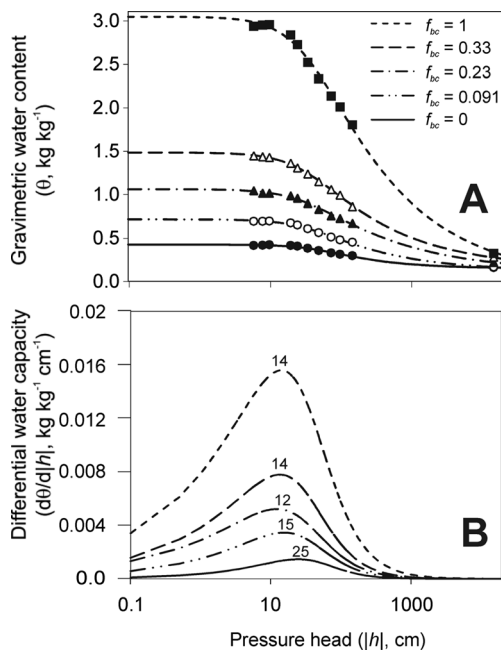 Gravimetric water content
(θ, kg kg⁻¹)
3.0
2.5
2.0
1.5
1.0
0.5
0.0
f_bc = 1
f_bc = 0.33
f_bc = 0.23
f_bc = 0.091
f_bc = 0
A
Differential water capacity
(dθ/d|h|, kg kg⁻¹ cm⁻¹)
0.02
0.016
0.012
0.008
0.004
0.0
14
14
12
15
25
B
0.1
10
1000
Pressure head (|h|, cm)